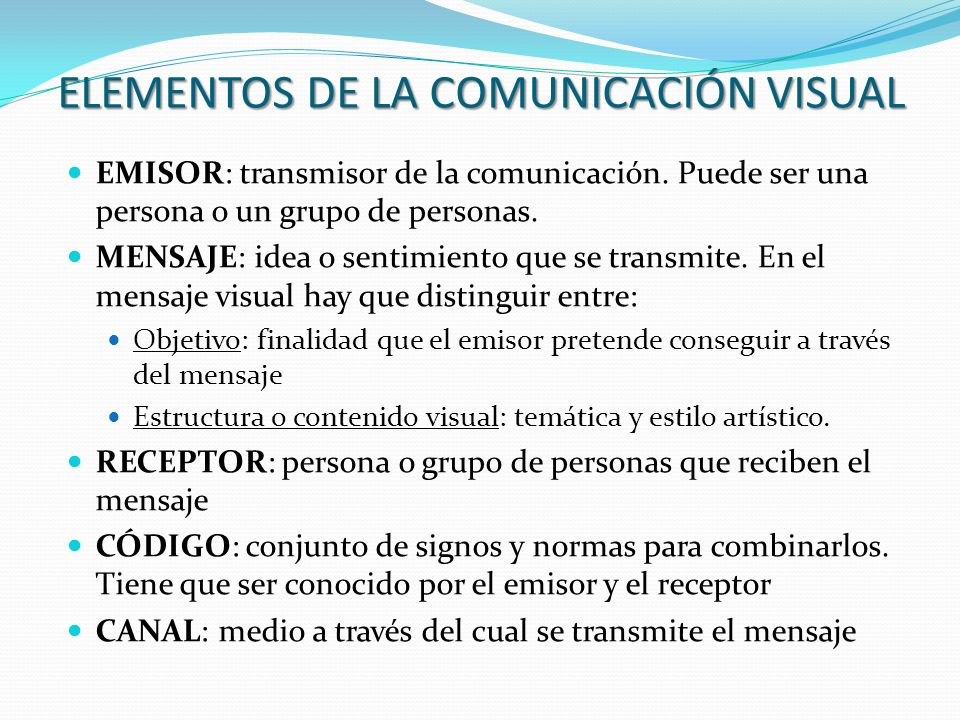 ELEMENTOS DE LA COMUNICACIÓN VISUAL
EMISOR: transmisor de la comunicación. Puede ser una
persona o un grupo de personas.
MENSAJE: idea o sentimiento que se transmite. En el
mensaje visual hay que distinguir entre:
Objetivo: finalidad que el emisor pretende conseguir a través
del mensaje
Estructura o contenido visual: temática y estilo artístico.
RECEPTOR: persona o grupo de personas que reciben el
mensaje
CÓDIGO: conjunto de signos y normas para combinarlos.
Tiene que ser conocido por el emisor y el receptor
CANAL: medio a través del cual se transmite el mensaje